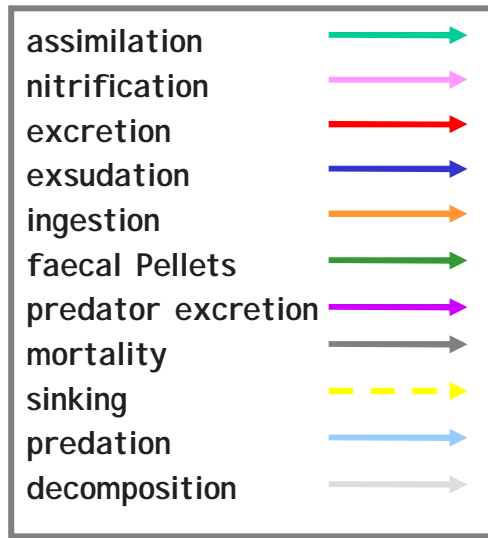 assimilation
nitrification
excretion
exsudation
ingestion
faecal Pellets
predator excretion
mortality
sinking
predation
decomposition